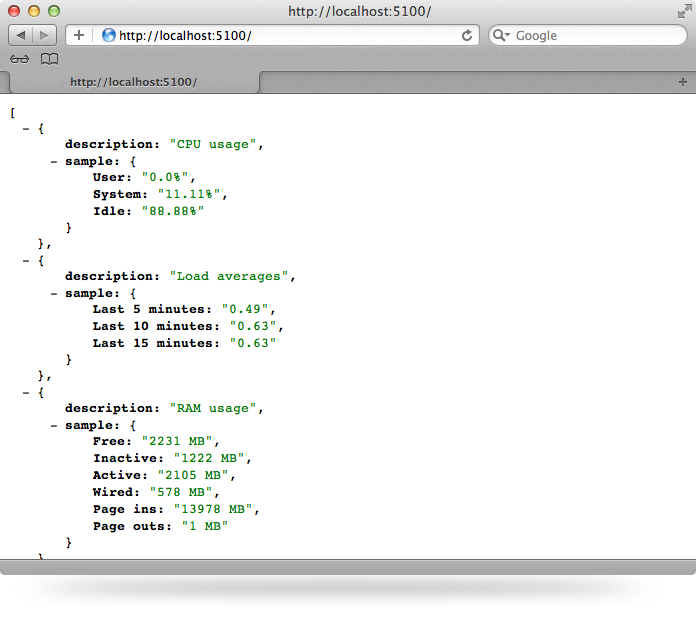 http://localhost:5100/
http://localhost:5100/
Google
http://localhost:5100/
[
- {
description: "CPU usage",
- sample: {
User: "0.0%",
System: "11.11%",
Idle: "88.88%"
}
},
- {
description: "Load averages",
- sample: {
Last 5 minutes: "0.49",
Last 10 minutes: "0.63",
Last 15 minutes: "0.63"
}
},
- {
description: "RAM usage",
- sample: {
Free: "2231 MB",
Inactive: "1222 MB",
Active: "2105 MB",
Wired: "578 MB",
Page ins: "13978 MB",
Page outs: "1 MB"
}